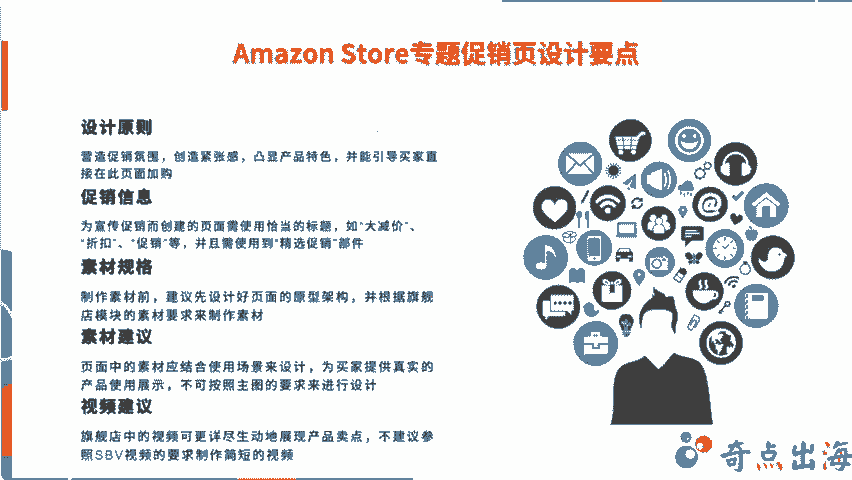 Amazon Store专题促销页设计要点
设计原则
营造促销氛围，创造紧张感，凸显产品特色，并能引导买家直
接在此页面加购
促销信息
为宣传促销而创建的页面需使用恰当的标题，如“大减价”、
“折扣”、“促销”等，并且需使用到“精选促销”部件
素材规格
制作素材前，建议先设计好页面的原型架构，并根据旗舰
店模块的素材要求来制作素材
素材建议
页面中的素材应结合使用场景来设计，为买家提供真实的
产品使用展示，不可按照主图的要求来进行设计
视频建议
旗舰店中的视频可更详尽生动地展现产品卖点，不建议参
照SBV视频的要求制作简短的视频
奇点出海